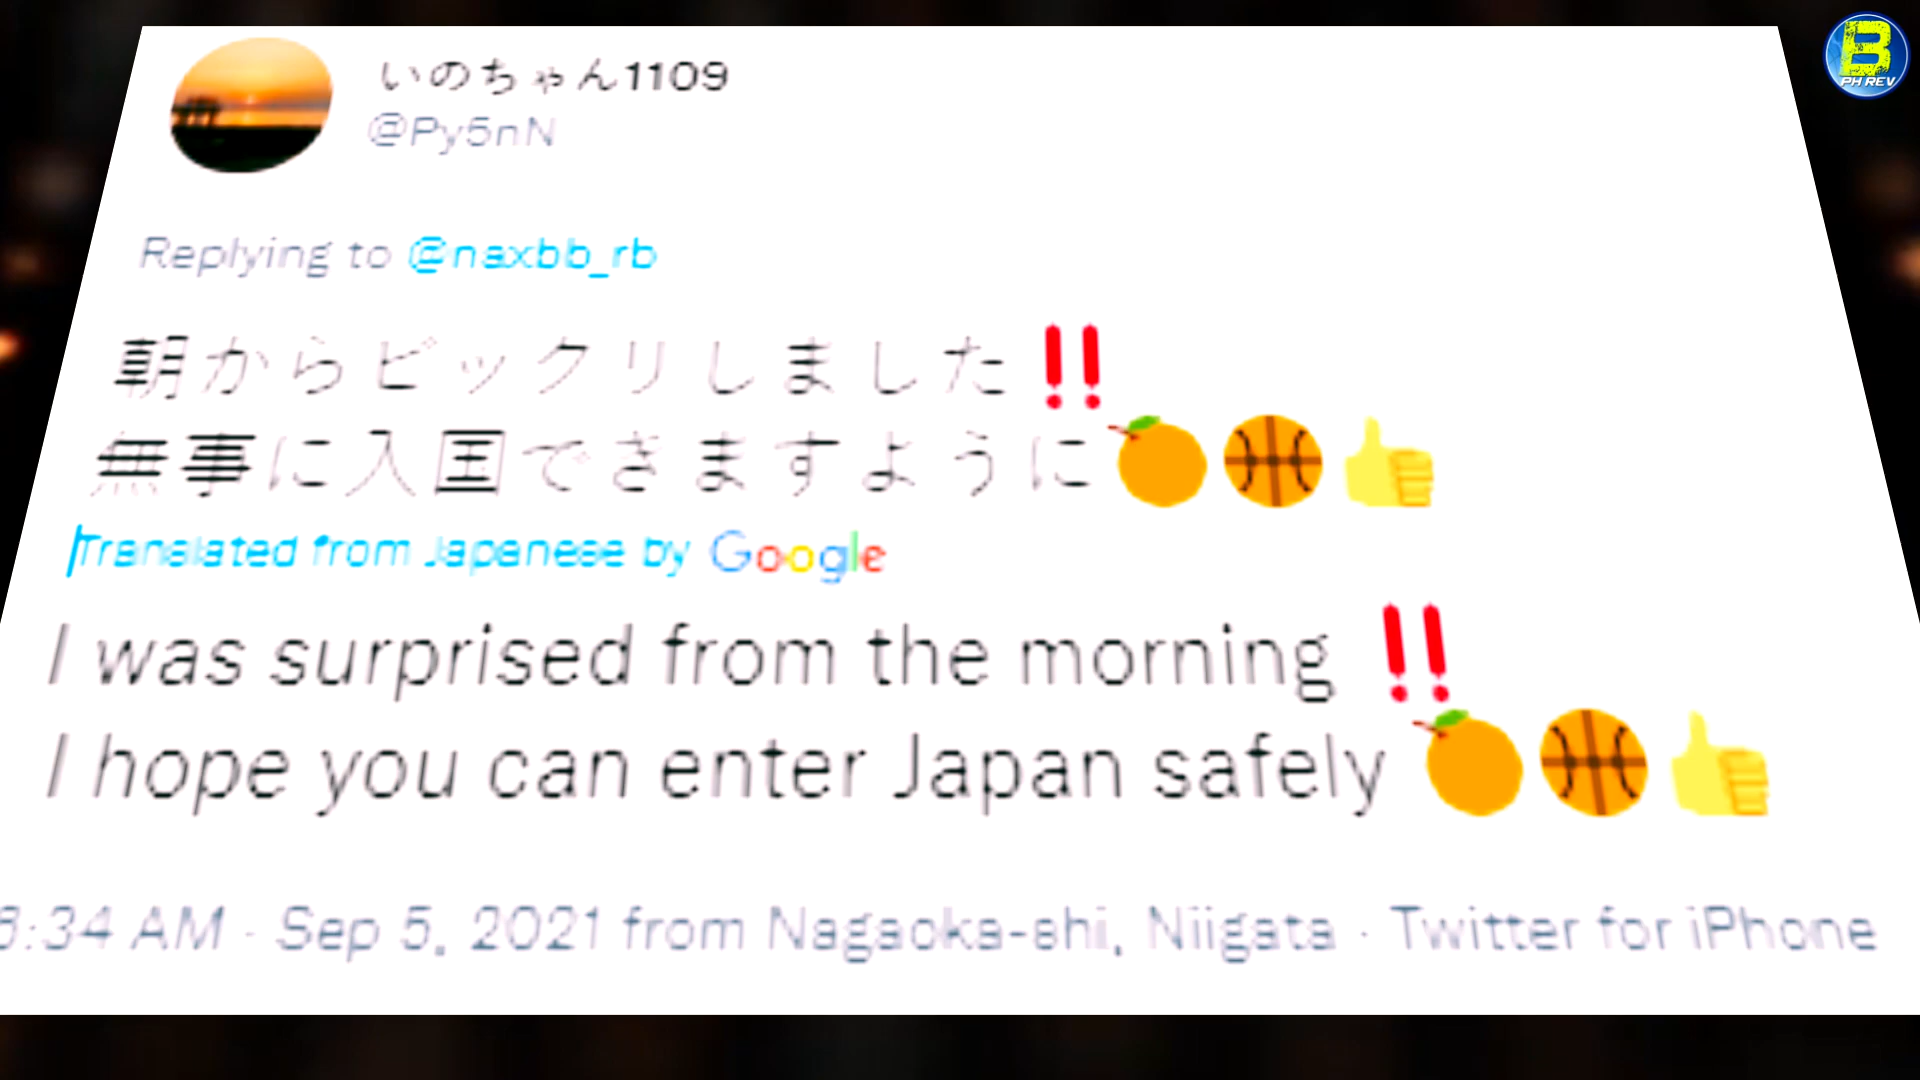 いのちゃん1109
@Py5nN
Replying to @naxbb_rb
朝からビックリしました‼
無事に入国できますように🍊🏀👍
Translated from Japanese by Google
I was surprised from the morning ‼
I hope you can enter Japan safely 🍊🏀👍
:34 AM · Sep 5, 2021 from Nagaoka-shi, Niigata · Twitter for iPhone
B
PH REV